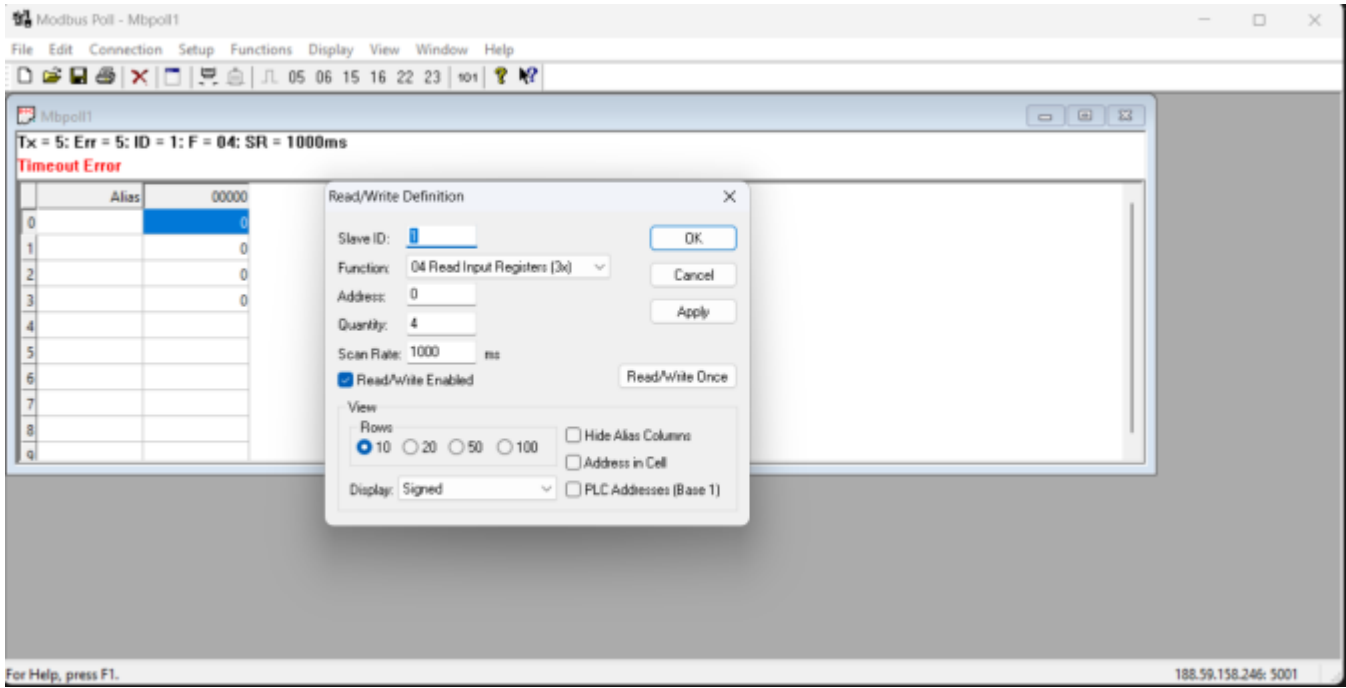 Modbus Poll - Mbpoll1
File Edit Connection Setup Functions Display View Window Help
05 06 15 16 22 23 101
Mbpoll1
Tx = 5: Err = 5: ID = 1: F = 04: SR = 1000ms
Timeout Error
Alias 00000
0 0
1 0
2 0
3 0
4
5
6
7
8
9
Read/Write Definition
Slave ID: 1
OK
Function: 04 Read Input Registers (3x)
Cancel
Address: 0
Apply
Quantity: 4
Scan Rate: 1000 ms
Read/Write Enabled
Read/Write Once
View
Rows
10 20 50 100
Hide Alias Columns
Address in Cell
Display: Signed
PLC Addresses (Base 1)
For Help, press F1.
188.59.158.246: 5001